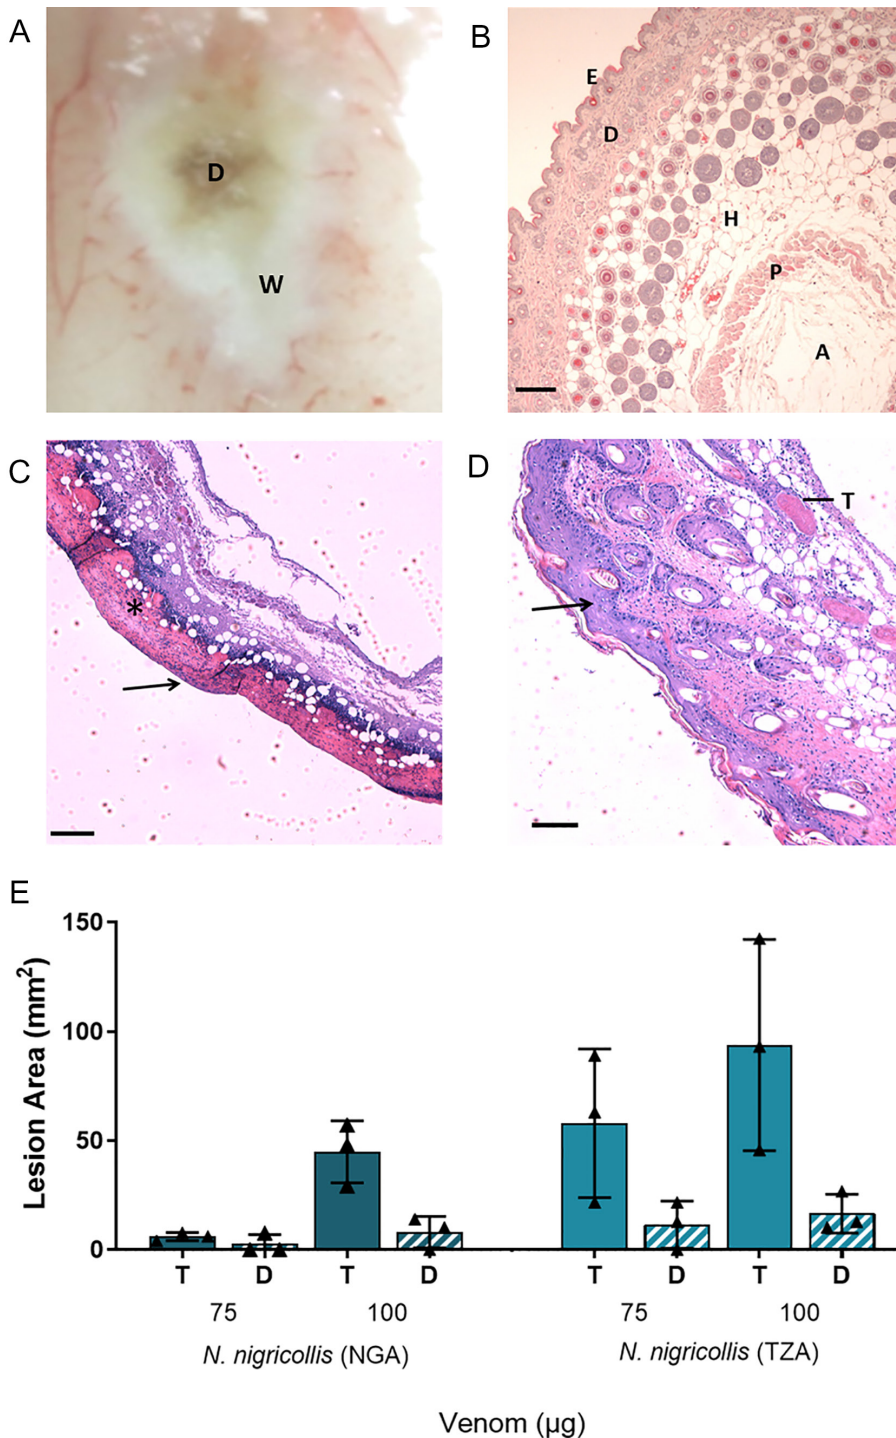 A
B
D
W
E
D
H
P
A
C
D
*
T
E
Lesion Area (mm²)
150
100
50
0
T D T D T D T D
75 100 75 100
N. nigricollis (NGA) N. nigricollis (TZA)
Venom (µg)